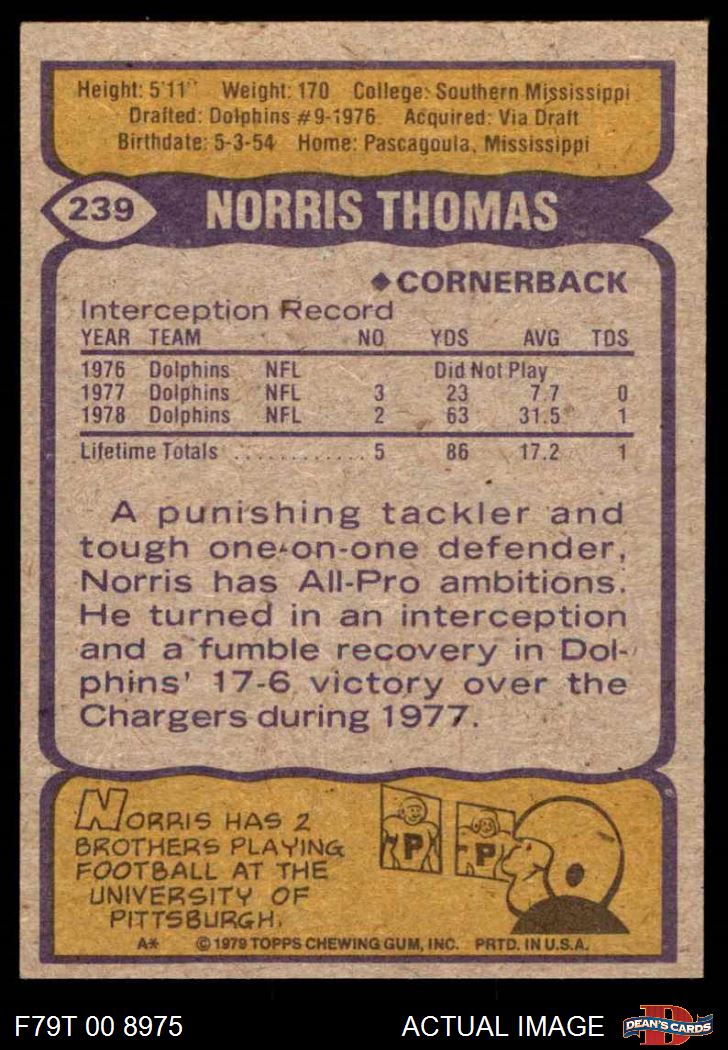 Height: 5'11" Weight: 170 College: Southern Mississippi
Drafted: Dolphins #9-1976 Acquired: Via Draft
Birthdate: 5-3-54 Home: Pascagoula, Mississippi
239 NORRIS THOMAS
◆CORNERBACK
Interception Record
YEAR TEAM NO YDS AVG TDS
1976 Dolphins NFL Did Not Play
1977 Dolphins NFL 3 23 7.7 0
1978 Dolphins NFL 2 63 31.5 1
Lifetime Totals ............ 5 86 17.2 1
A punishing tackler and
tough one-on-one defender,
Norris has All-Pro ambitions.
He turned in an interception
and a fumble recovery in Dol-
phins' 17-6 victory over the
Chargers during 1977.
NORRIS HAS 2
BROTHERS PLAYING
FOOTBALL AT THE
UNIVERSITY OF
PITTSBURGH.
P P
A* ©1979 TOPPS CHEWING GUM, INC. PRTD. IN U.S.A.
F79T 00 8975 ACTUAL IMAGE D DEAN'S CARDS